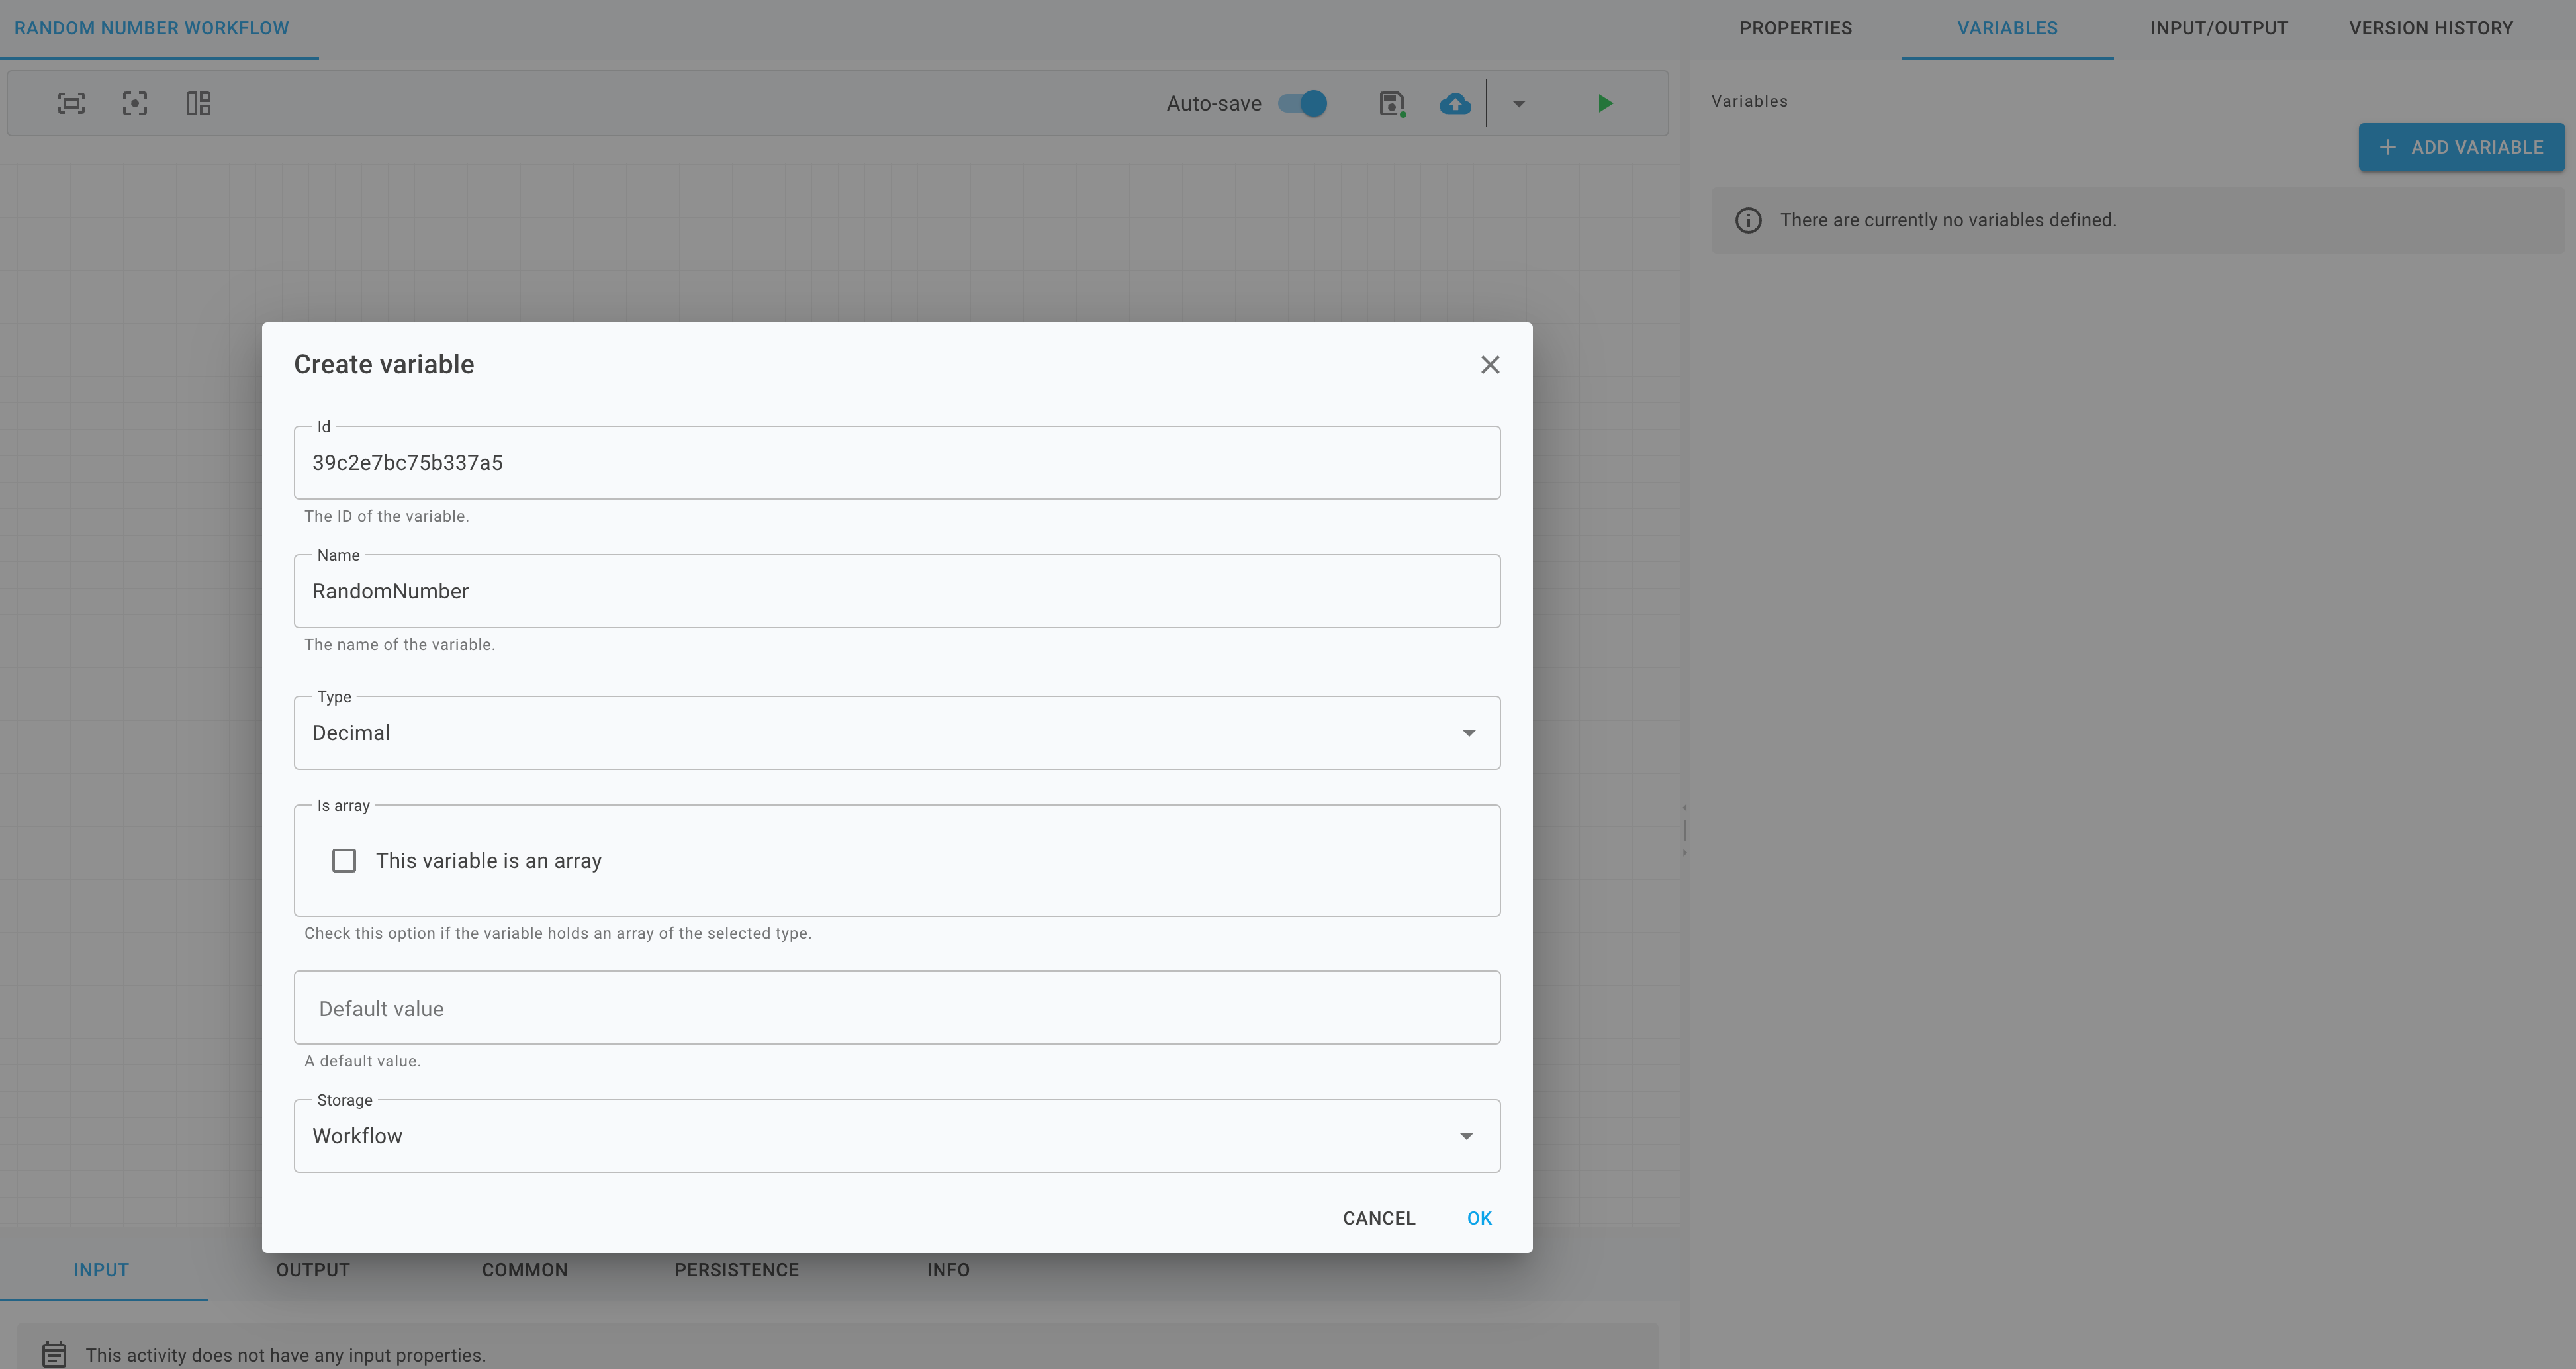 RANDOM NUMBER WORKFLOW
PROPERTIES
VARIABLES
INPUT/OUTPUT
VERSION HISTORY
Auto-save
Variables
ADD VARIABLE
There are currently no variables defined.
Create variable
Id
39c2e7bc75b337a5
The ID of the variable.
Name
RandomNumber
The name of the variable.
Type
Decimal
Is array
This variable is an array
Check this option if the variable holds an array of the selected type.
Default value
A default value.
Storage
Workflow
CANCEL
OK
INPUT
OUTPUT
COMMON
PERSISTENCE
INFO
This activity does not have any input properties.